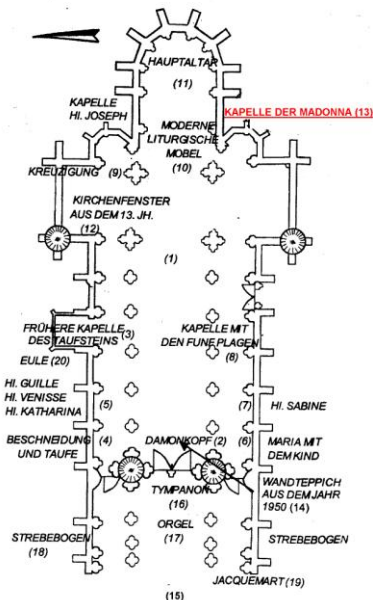 HAUPTALTAR
(11)
KAPELLE
Hl. JOSEPH
KAPELLE DER MADONNA (13)
MODERNE
LITURGISCHE
MOBEL
(10)
KREUZIGUNG (9)
KIRCHENFENSTER
AUS DEM 13. JH.
(12)
(1)
FRÜHERE KAPELLE
DES TAUFSTEINS (3)
KAPELLE MIT
DEN FUNE PLAGEN
(8)
EULE (20)
Hl. GUILLE
Hl. VENISSE
Hl. KATHARINA
(5)
(7) Hl. SABINE
BESCHNEIDUNG
UND TAUFE
(4)
DAMONKOPF (2)
(6) MARIA MIT
DEM KIND
TYMPANON
(16)
WANDTEPPICH
AUS DEM JAHR
1950 (14)
ORGEL
(17)
STREBEBOGEN
(18)
STREBEBOGEN
JACQUEMART (19)
(15)